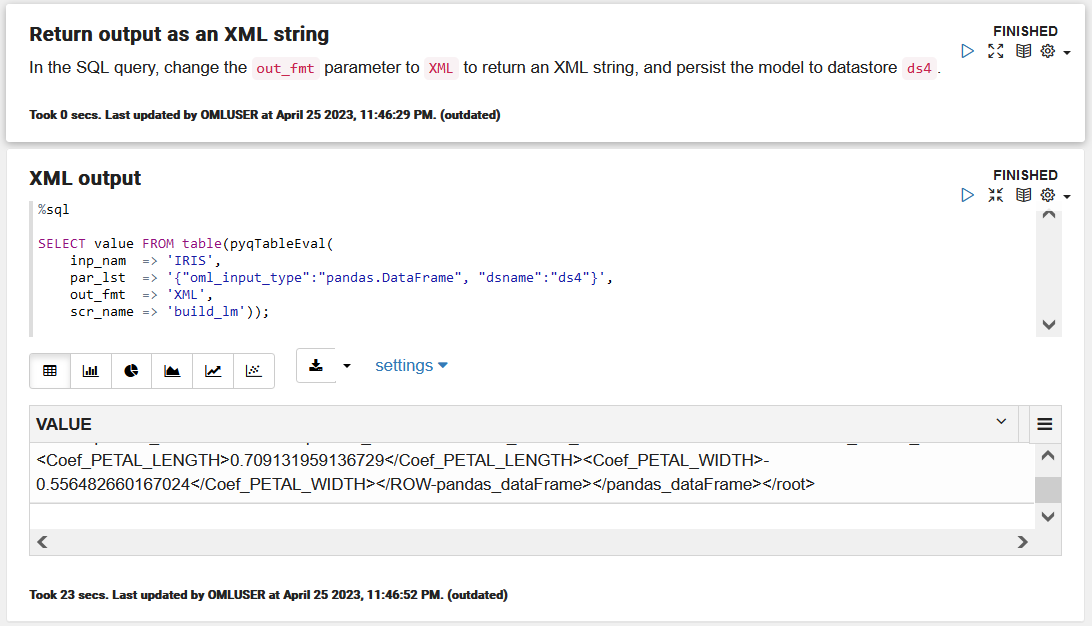 Return output as an XML string
FINISHED
In the SQL query, change the out_fmt parameter to XML to return an XML string, and persist the model to datastore ds4 .
Took 0 secs. Last updated by OMLUSER at April 25 2023, 11:46:29 PM. (outdated)
XML output
FINISHED
%sql
SELECT value FROM table(pyqTableEval(
    inp_nam  => 'IRIS',
    par_lst  => '{"oml_input_type":"pandas.DataFrame", "dsname":"ds4"}',
    out_fmt  => 'XML',
    scr_name => 'build_lm'));
settings
VALUE
<Coef_PETAL_LENGTH>0.709131959136729</Coef_PETAL_LENGTH><Coef_PETAL_WIDTH>-
0.556482660167024</Coef_PETAL_WIDTH></ROW-pandas_dataFrame></pandas_dataFrame></root>
Took 23 secs. Last updated by OMLUSER at April 25 2023, 11:46:52 PM. (outdated)